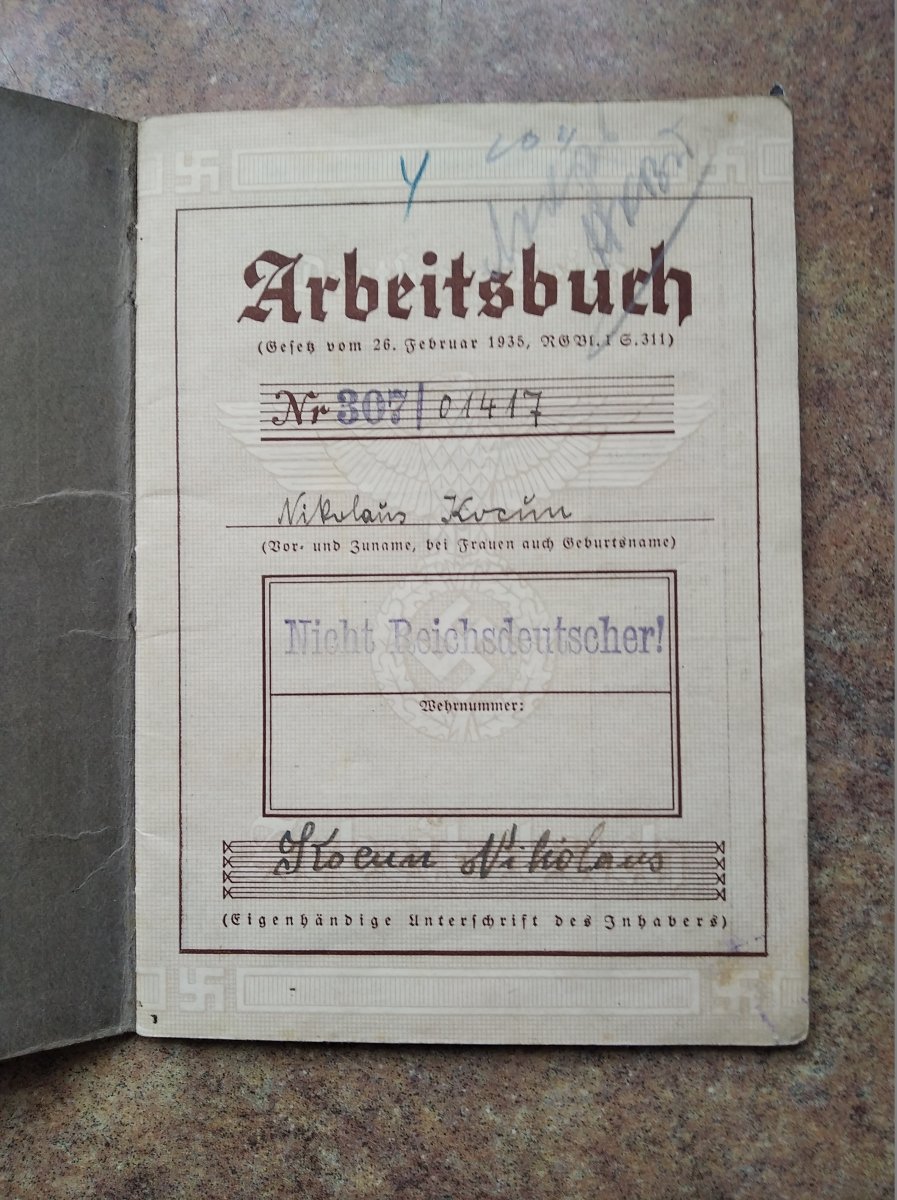 Y
Arbeitsbuch
(Gesetz vom 26. Februar 1935, RGBl. I S. 311)
Nr 307/ 01417
Nikolaus Kocun
(Vor- und Zuname, bei Frauen auch Geburtsname)
Nicht Reichsdeutscher!
Wehrnummer:
Kocun Nikolaus
(Eigenhändige Unterschrift des Inhabers)